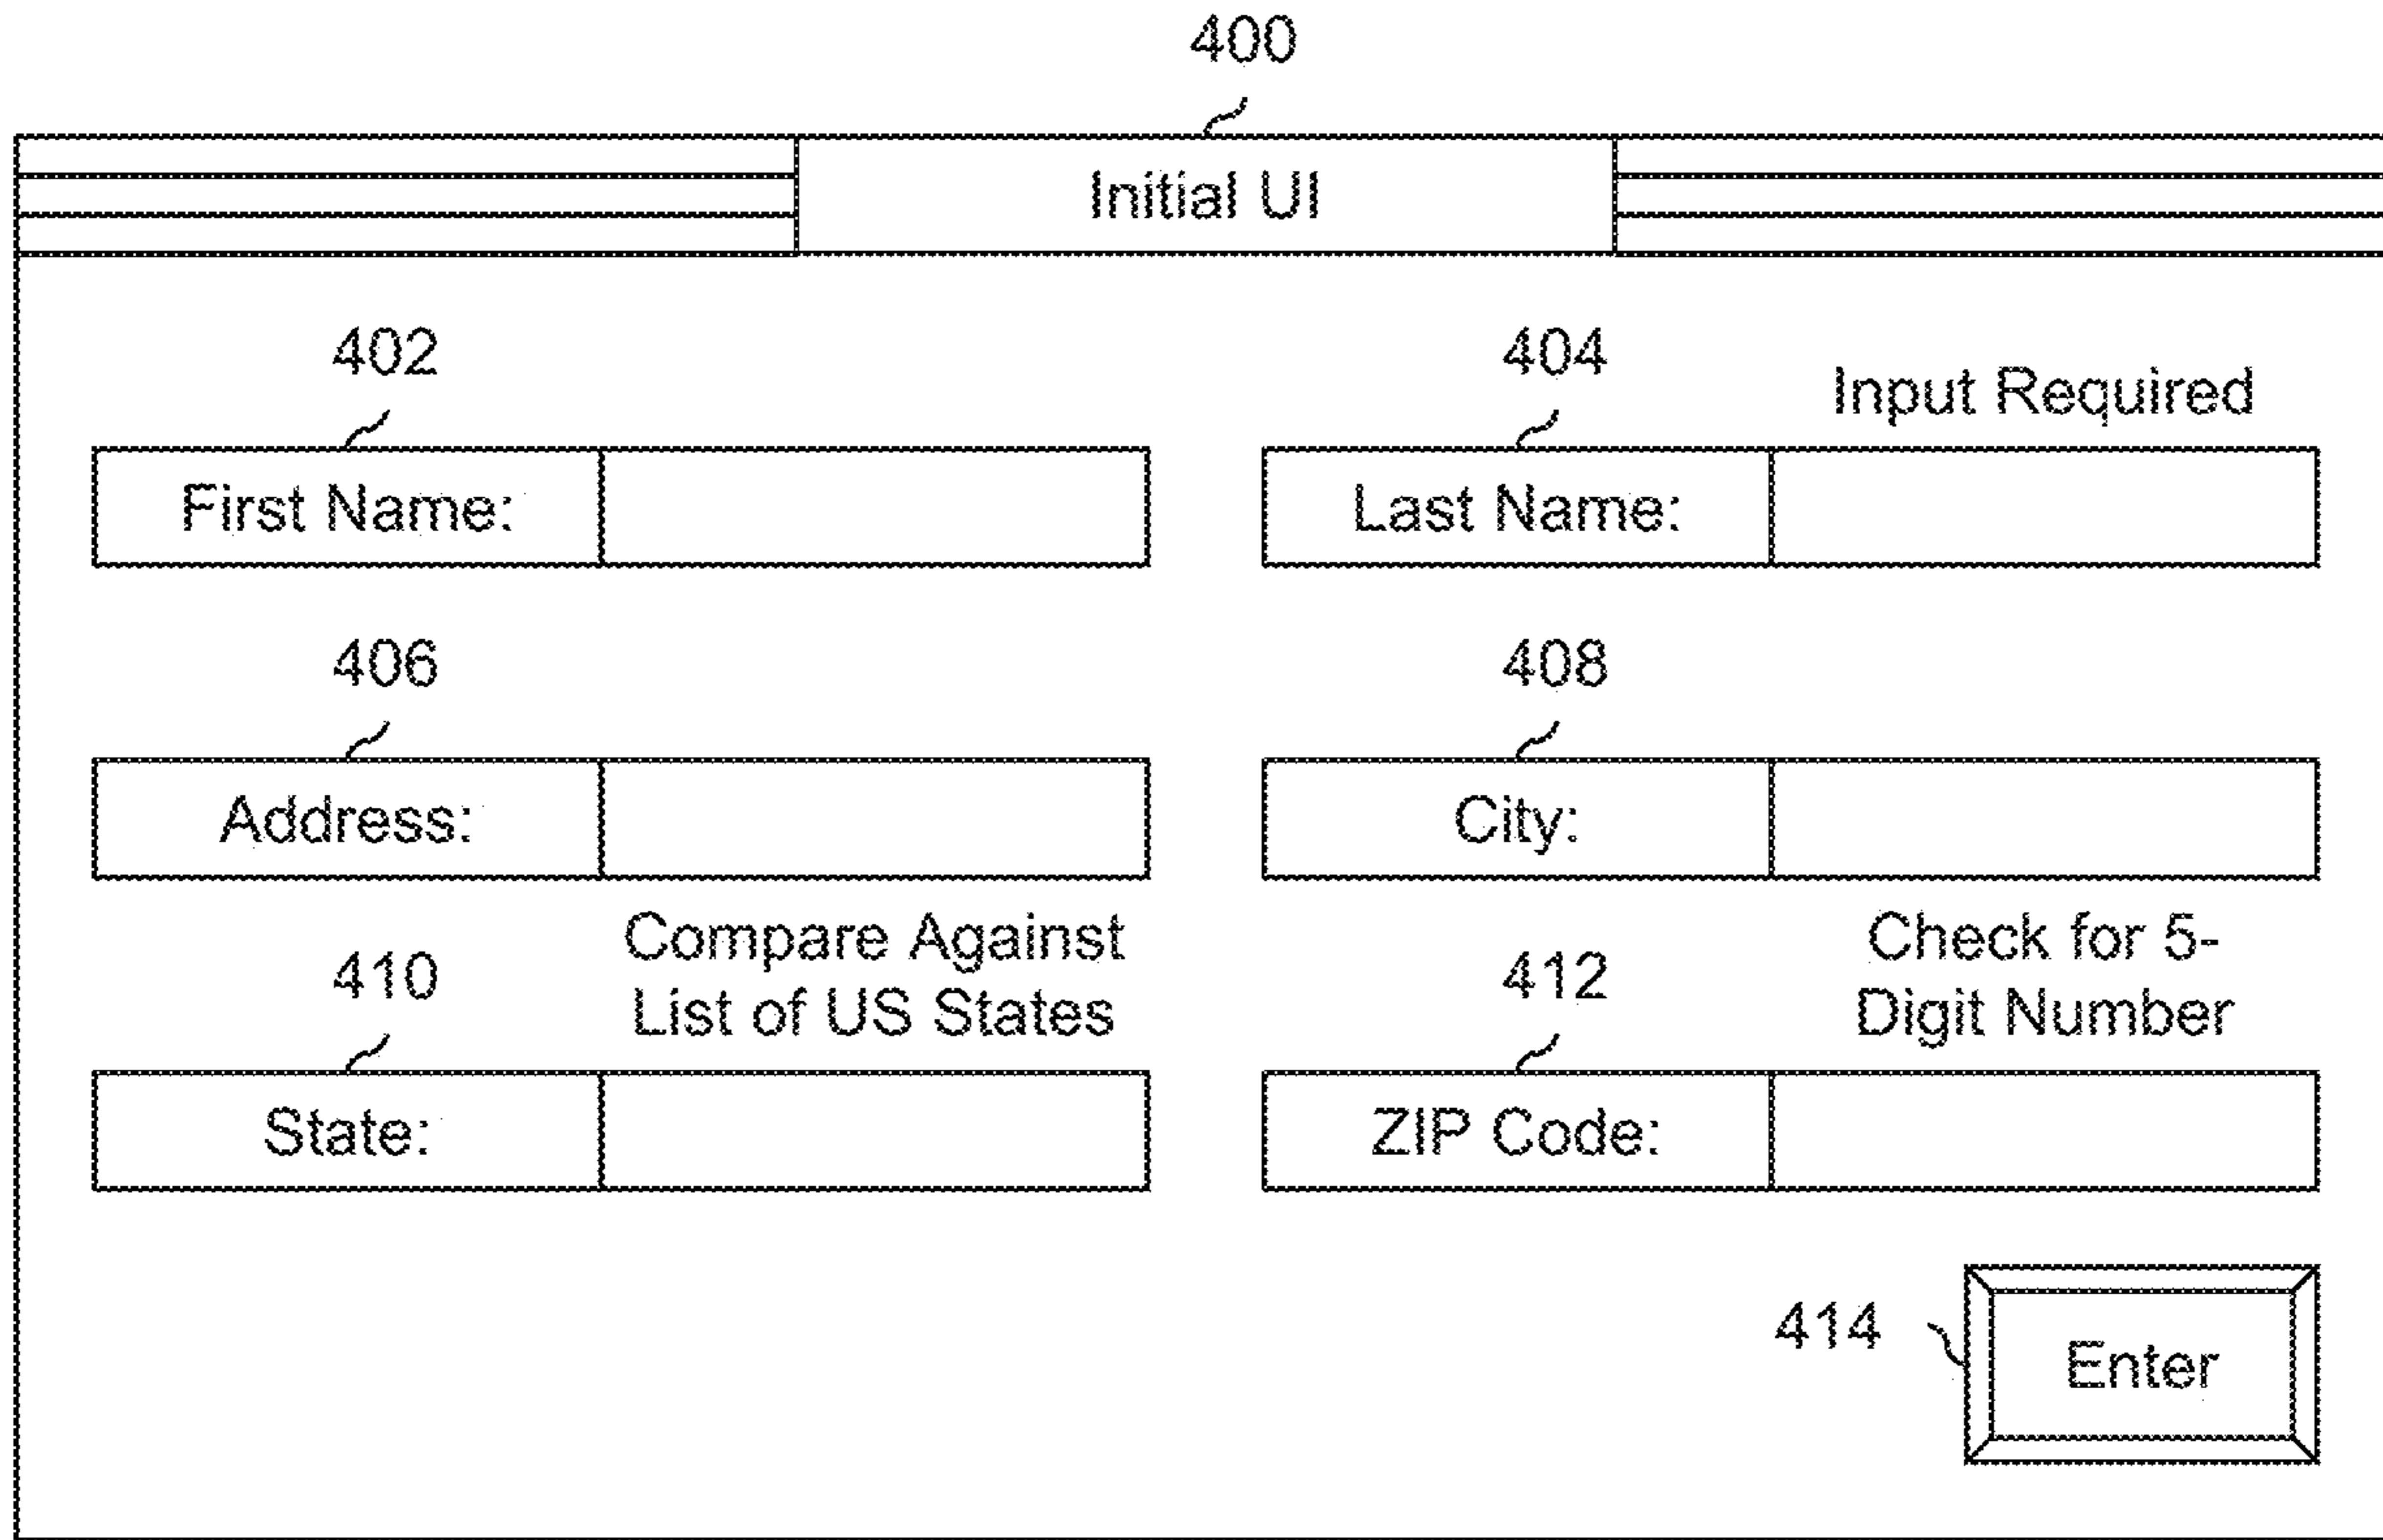 400
Initial UI
402
404
Input Required
First Name:
Last Name:
406
408
Address:
City:
410
Compare Against
List of US States
412
Check for 5-
Digit Number
State:
ZIP Code:
414
Enter